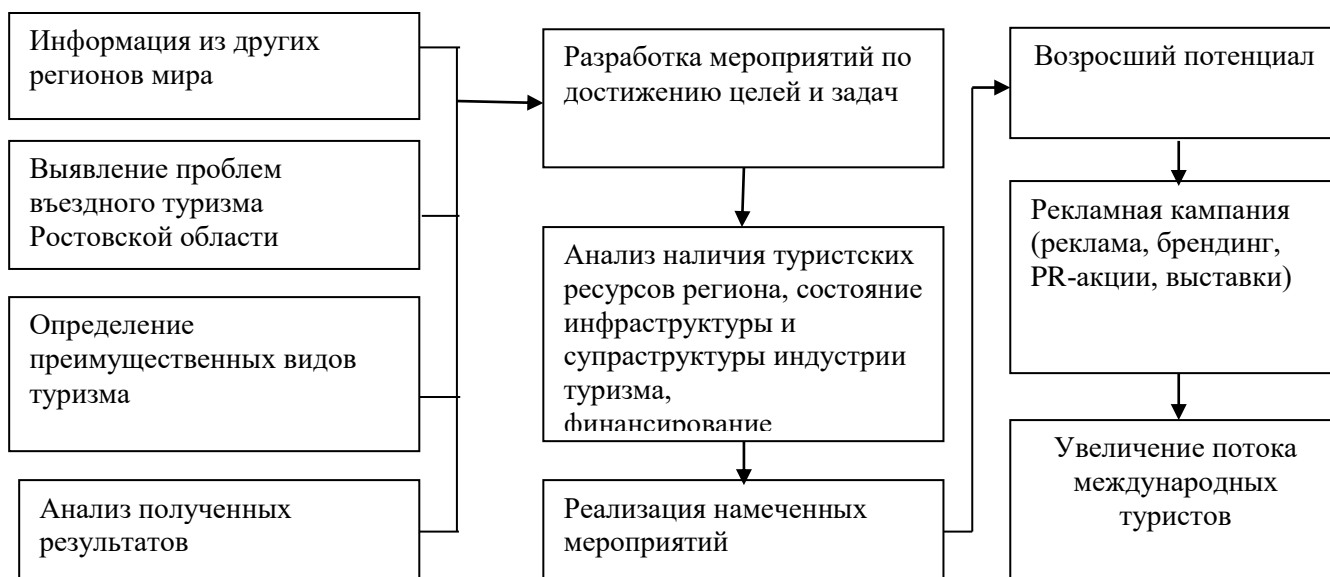 Информация из других
регионов мира
Выявление проблем
въездного туризма
Ростовской области
Определение
преимущественных видов
туризма
Анализ полученных
результатов
Разработка мероприятий по
достижению целей и задач
Анализ наличия туристских
ресурсов региона, состояние
инфраструктуры и
супраструктуры индустрии
туризма,
финансирование
Реализация намеченных
мероприятий
Возросший потенциал
Рекламная кампания
(реклама, брендинг,
PR-акции, выставки)
Увеличение потока
международных
туристов